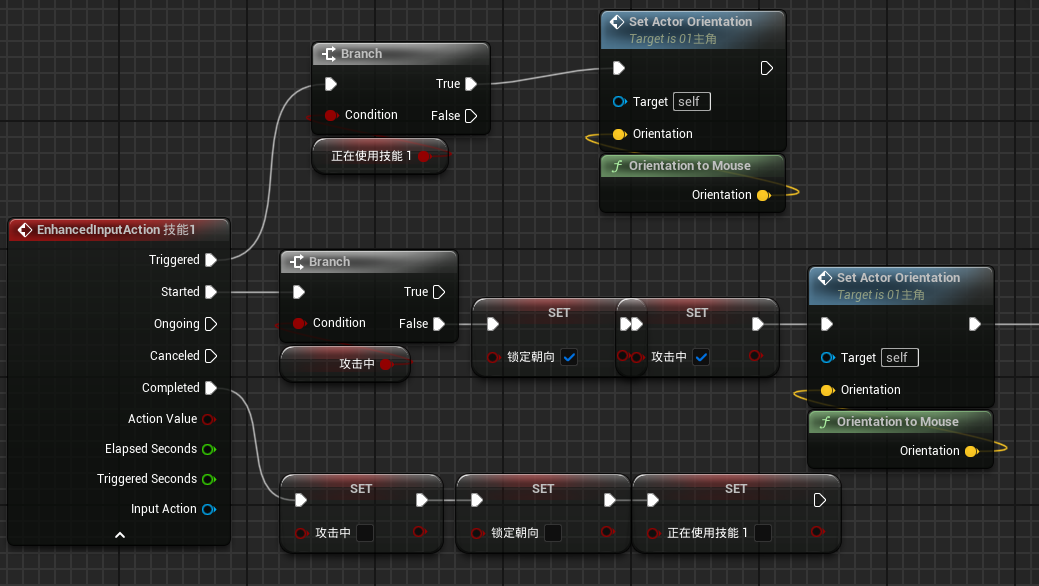 Set Actor Orientation
Target is 01主角
Target self
Orientation
Orientation to Mouse
Orientation
Branch
True
Condition
False
正在使用技能 1
EnhancedInputAction 技能1
Triggered
Started
Ongoing
Canceled
Completed
Action Value
Elapsed Seconds
Triggered Seconds
Input Action
Branch
True
Condition
False
攻击中
SET
锁定朝向
SET
攻击中
Set Actor Orientation
Target is 01主角
Target self
Orientation
Orientation to Mouse
Orientation
SET
攻击中
SET
锁定朝向
SET
正在使用技能 1